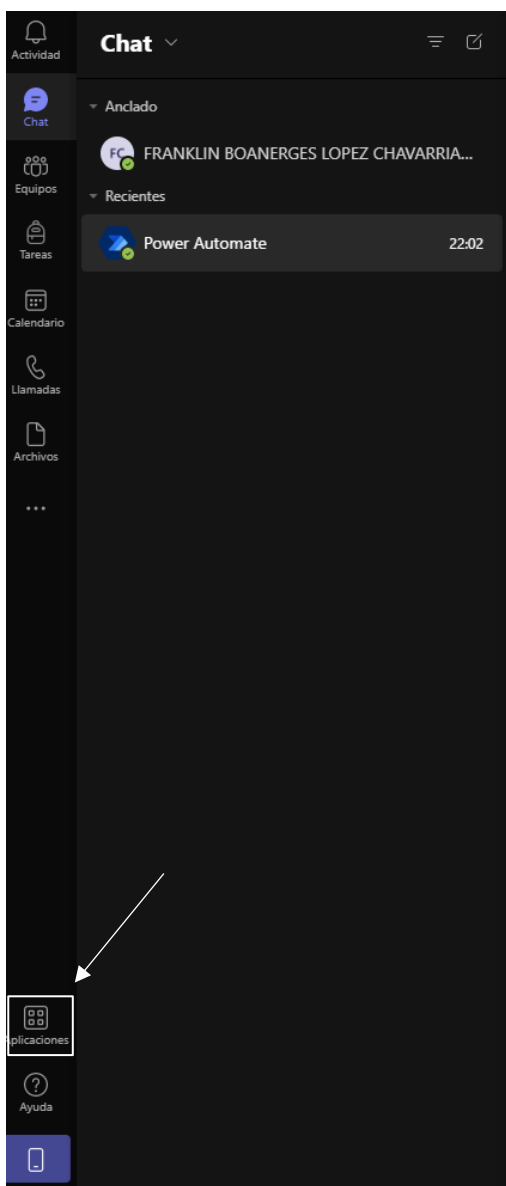 Actividad
Chat
Equipos
Tareas
Calendario
Llamadas
Archivos
...
Aplicaciones
Ayuda
Chat
Anclado
FC FRANKLIN BOANERGES LOPEZ CHAVARRIA...
Recientes
Power Automate 22:02